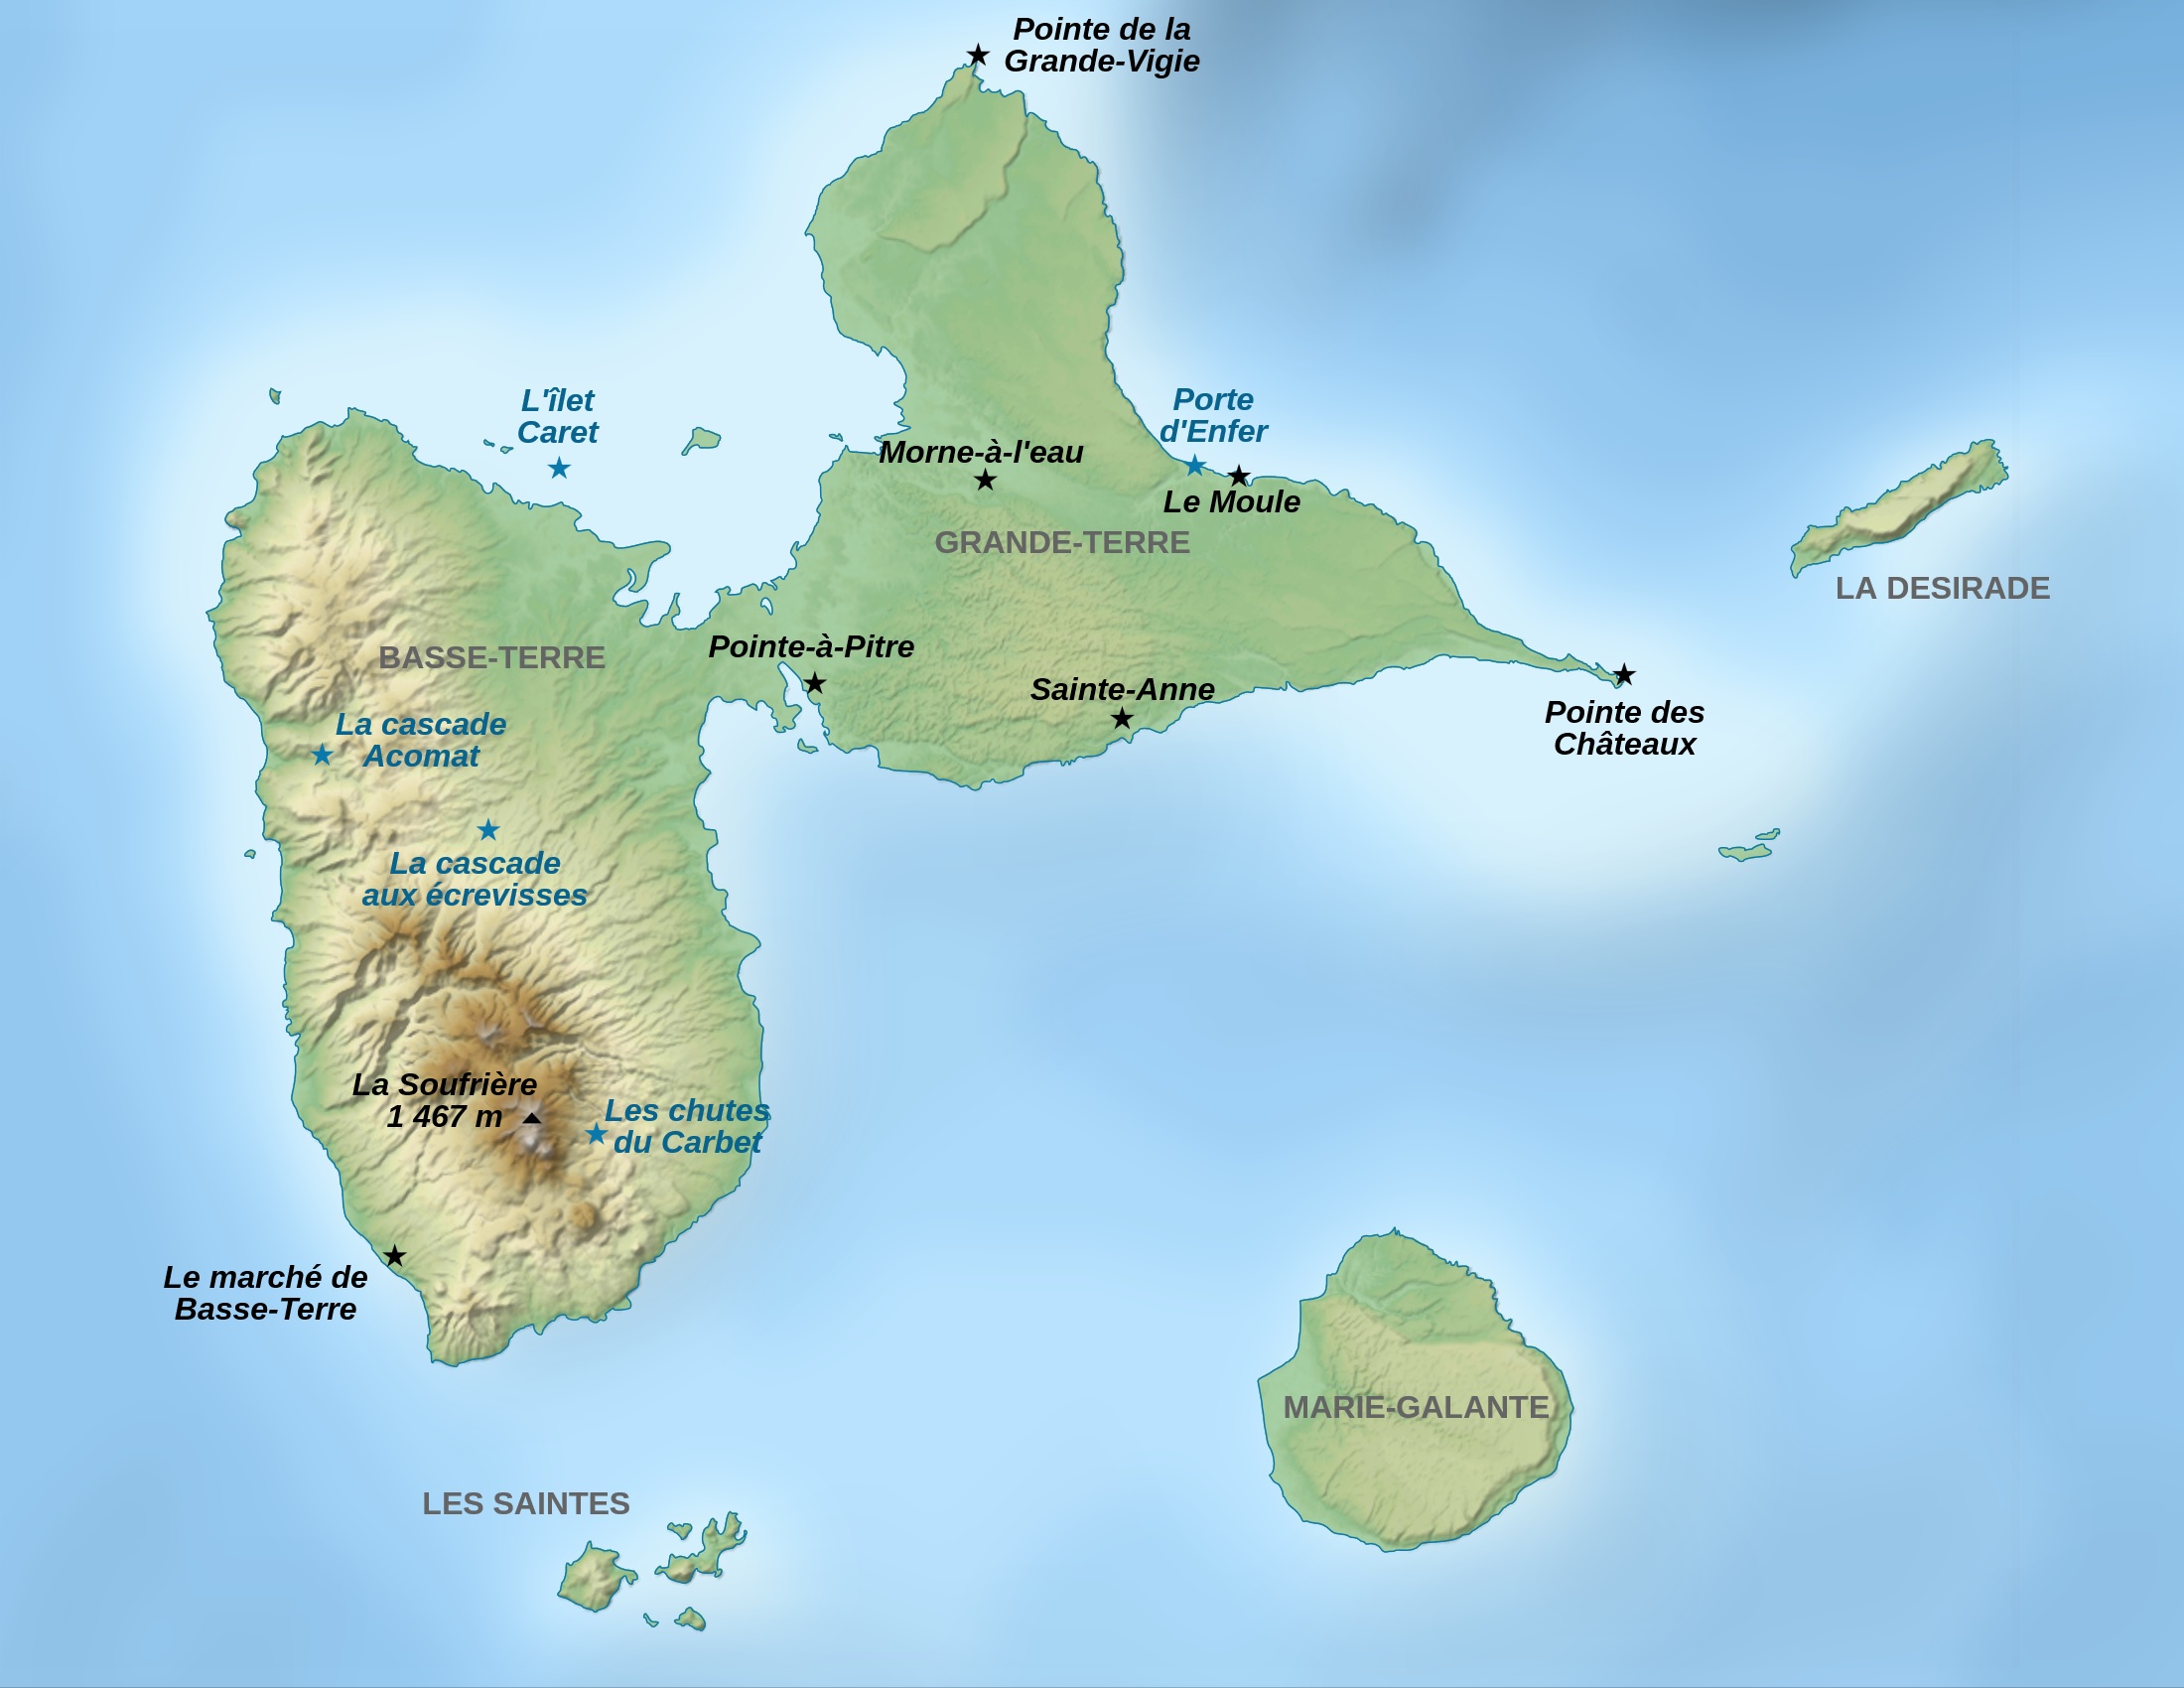 Pointe de la
Grande-Vigie
L'îlet
Caret
Porte
d'Enfer
Morne-à-l'eau
Le Moule
GRANDE-TERRE
LA DESIRADE
Pointe-à-Pitre
BASSE-TERRE
Sainte-Anne
Pointe des
Châteaux
La cascade
Acomat
La cascade
aux écrevisses
La Soufrière
1 467 m
Les chutes
du Carbet
Le marché de
Basse-Terre
MARIE-GALANTE
LES SAINTES